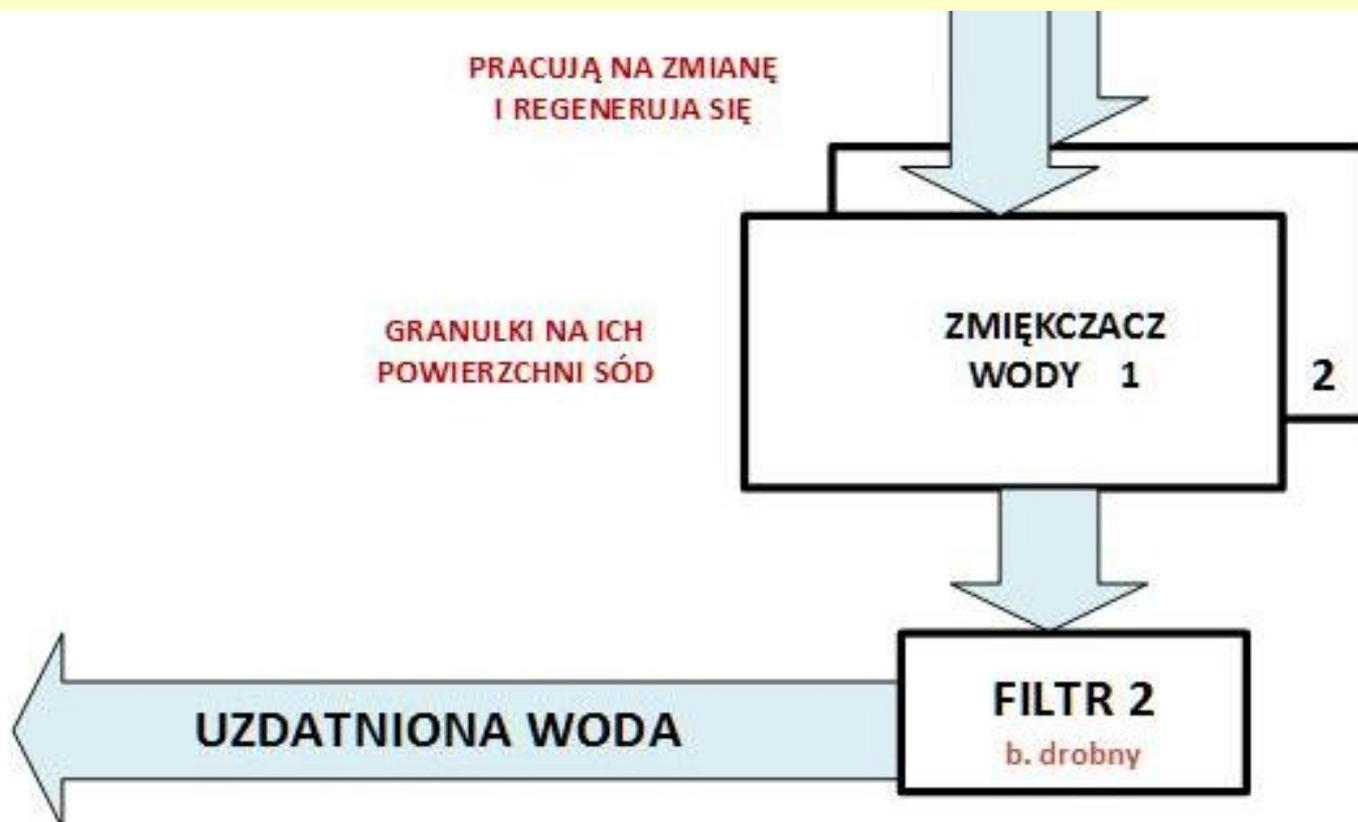 PRACUJĄ NA ZMIANĘ
I REGENERUJA SIĘ
GRANULKI NA ICH
POWIERZCHNI SÓD
ZMIĘKCZACZ
WODY 1
2
FILTR 2
b. drobny
UZDATNIONA WODA